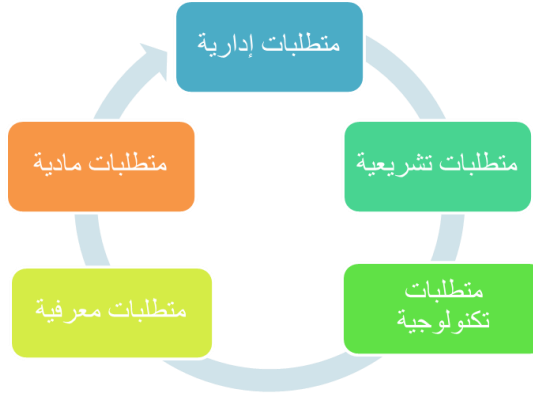 متطلبات إدارية
متطلبات تشريعية
متطلبات
تكنولوجية
متطلبات معرفية
متطلبات مادية